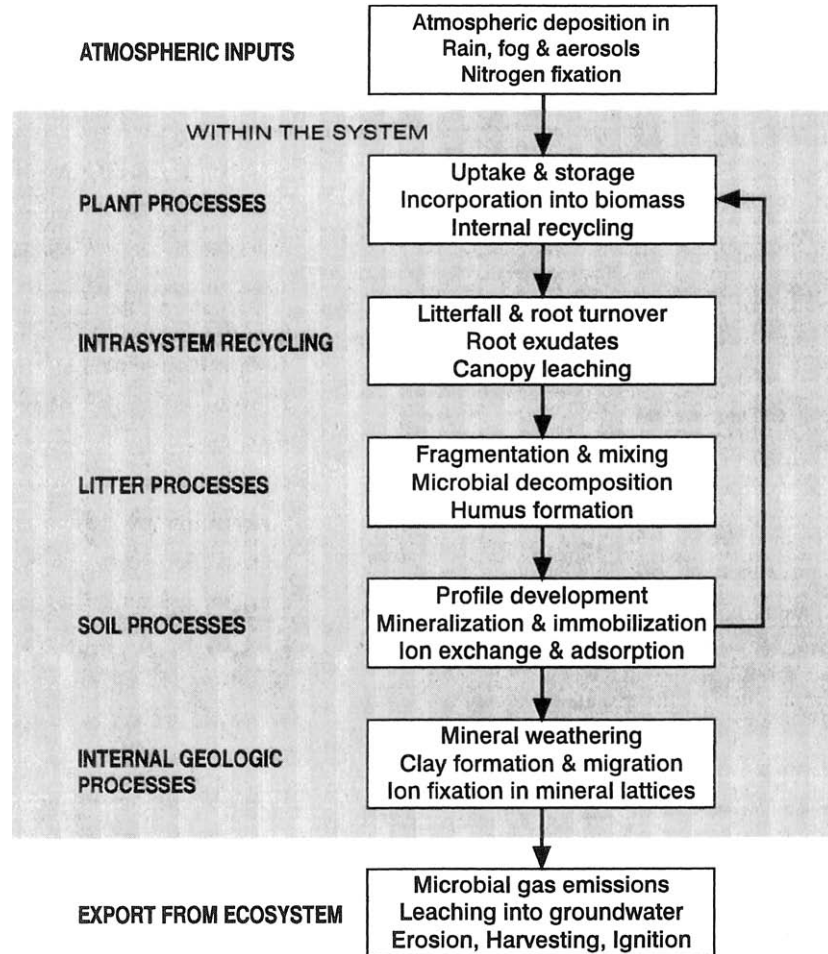 ATMOSPHERIC INPUTS
Atmospheric deposition in
Rain, fog & aerosols
Nitrogen fixation
WITHIN THE SYSTEM
PLANT PROCESSES
Uptake & storage
Incorporation into biomass
Internal recycling
INTRASYSTEM RECYCLING
Litterfall & root turnover
Root exudates
Canopy leaching
LITTER PROCESSES
Fragmentation & mixing
Microbial decomposition
Humus formation
SOIL PROCESSES
Profile development
Mineralization & immobilization
Ion exchange & adsorption
INTERNAL GEOLOGIC
PROCESSES
Mineral weathering
Clay formation & migration
Ion fixation in mineral lattices
EXPORT FROM ECOSYSTEM
Microbial gas emissions
Leaching into groundwater
Erosion, Harvesting, Ignition